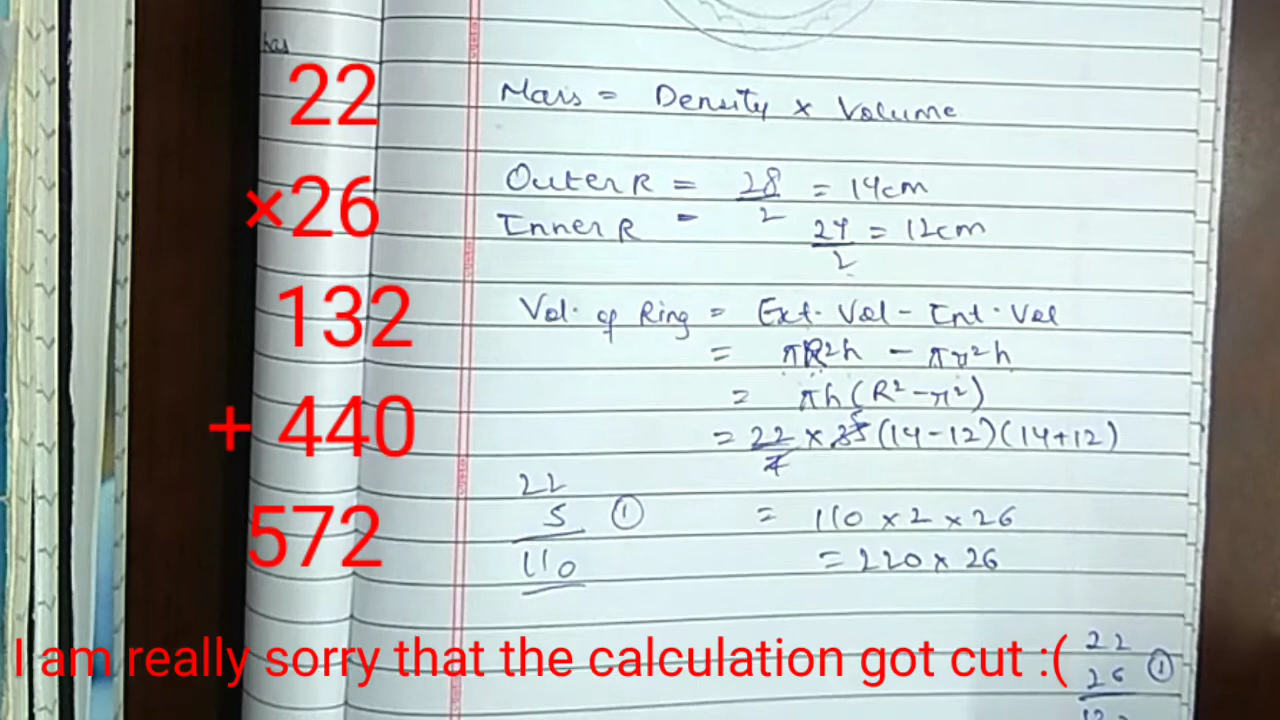 has
22
×26
132
+ 440
572
Mass = Density × Volume
Outer R = 28/2 = 14cm
Inner R = 24/2 = 12cm
Vol. of Ring = Ext. Vol - Int. Vol
= πR²h - πr²h
= πh(R² - r²)
= 22/7 × 35 5 (14-12)(14+12)
22
5 ①
110
= 110 × 2 × 26
= 220 × 26
I am really sorry that the calculation got cut :(
22
26 ①